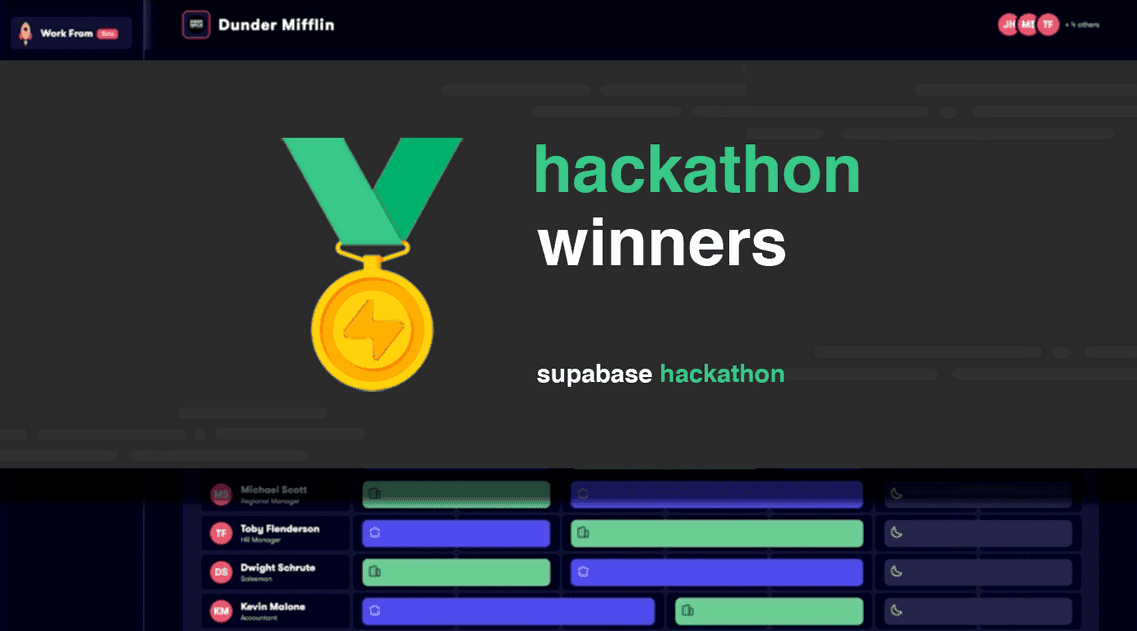 Work From Beta
Dunder Mifflin
JH MS TF + 4 others
hackathon
winners
supabase hackathon
MS Michael Scott
Regional Manager
TF Toby Flenderson
HR Manager
DS Dwight Schrute
Salesman
KM Kevin Malone
Accountant